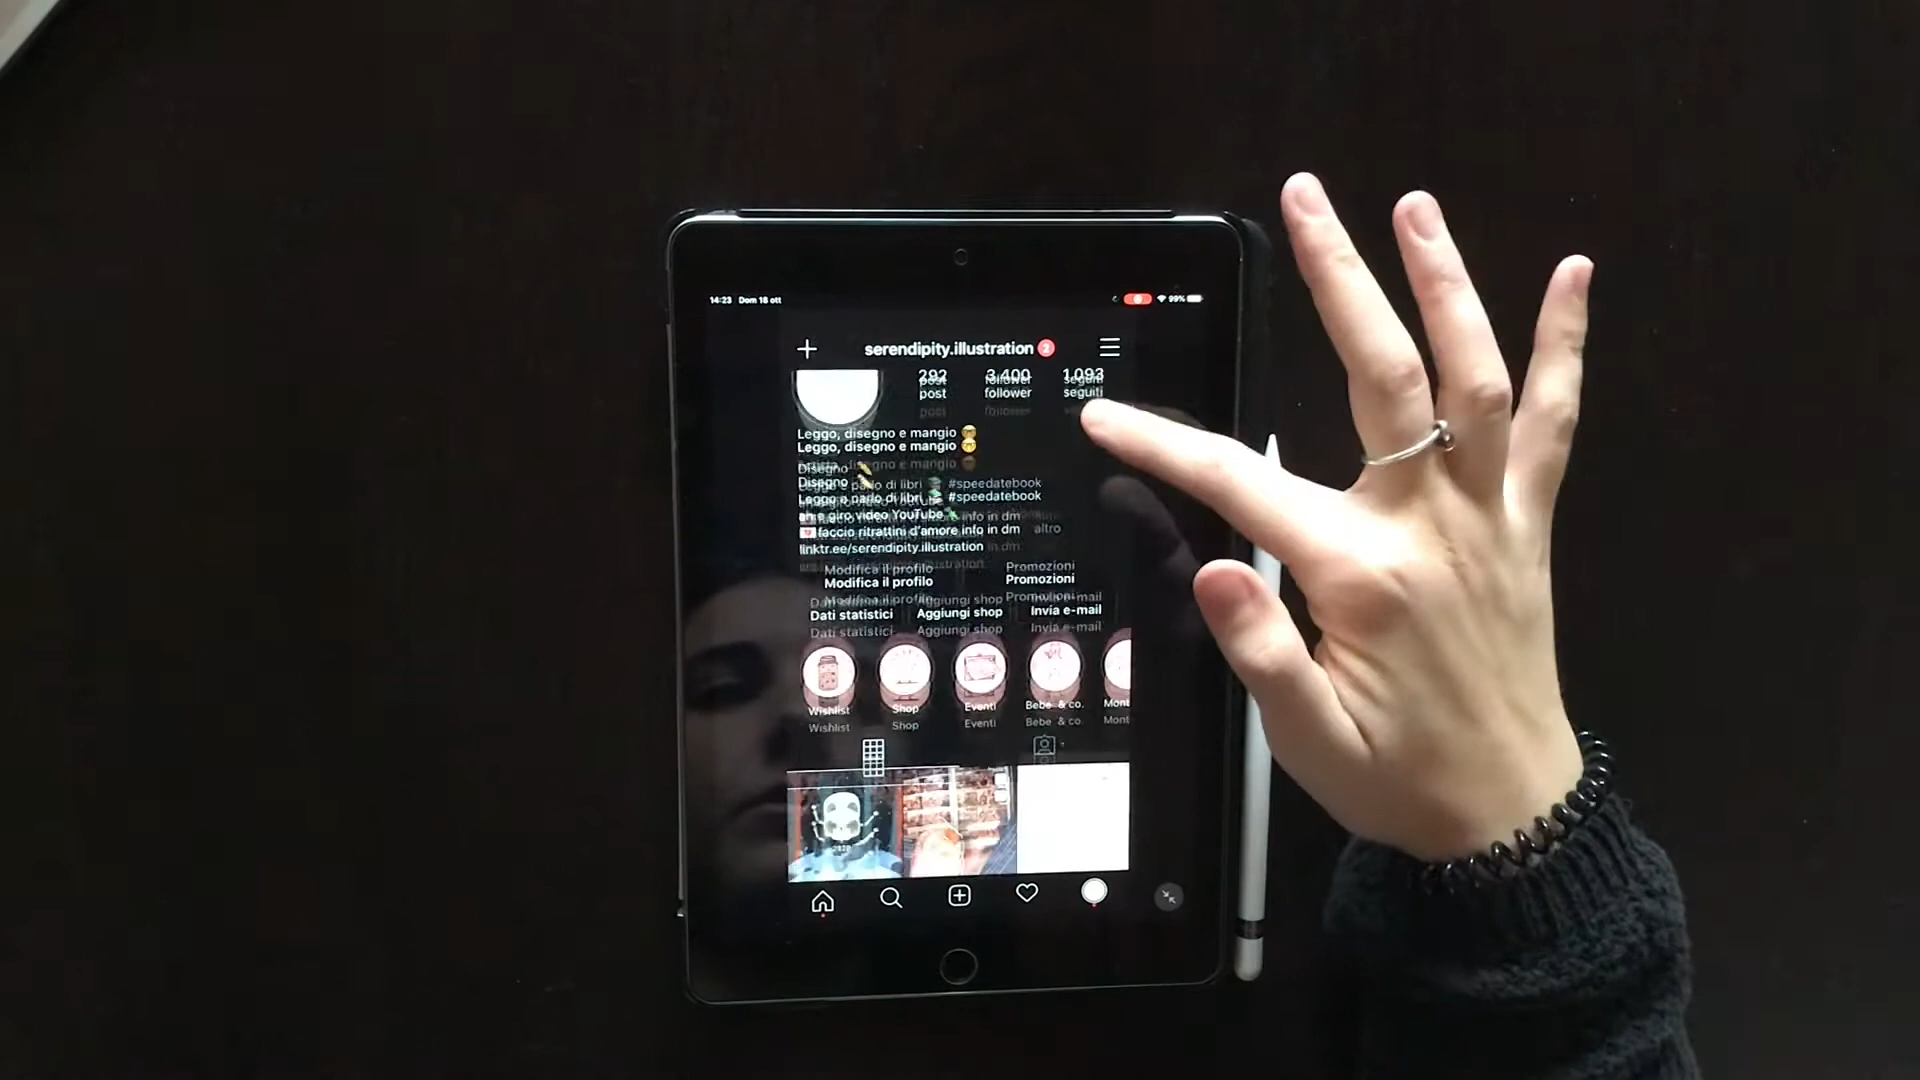 14:23 Dom 18 ott 99%
serendipity.illustration 2
292 3.400 1.093
post follower seguiti
Leggo, disegno e mangio
Disegno
Leggo e parlo di libri #speedatebook
e giro video YouTube
faccio ritrattini d'amore info in dm altro
linktr.ee/serendipity.illustration
Modifica il profilo Promozioni
Dati statistici Aggiungi shop Invia e-mail
Wishlist Shop Eventi Bebe & co. Mont